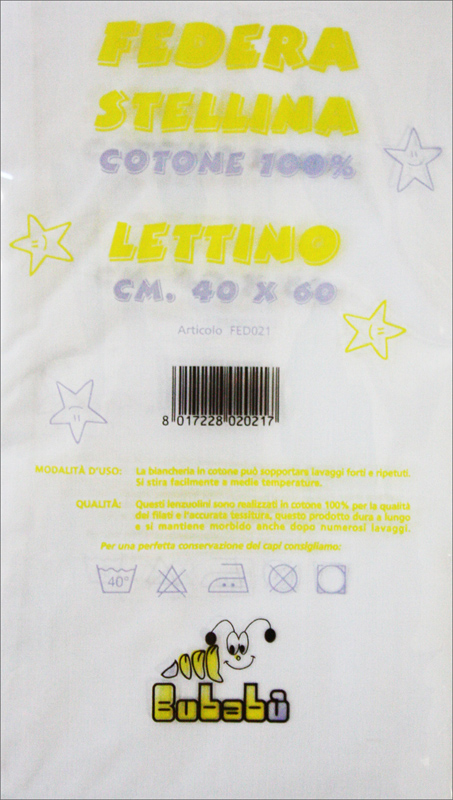 FEDERA
STELLINA
COTONE 100%
LETTINO
CM. 40 X 60
Articolo FED021
8 017228 020217
MODALITÀ D'USO: La biancheria in cotone può sopportare lavaggi forti e ripetuti.
Si stira facilmente a media temperatura.
QUALITÀ: Questi lenzuolini sono realizzati in cotone 100% per la qualità
dei filati e l'accurata tessitura, questo prodotto dura a lungo
e si mantiene morbido anche dopo numerosi lavaggi.
Per una perfetta conservazione dei capi consigliamo:
40°
Bubabù